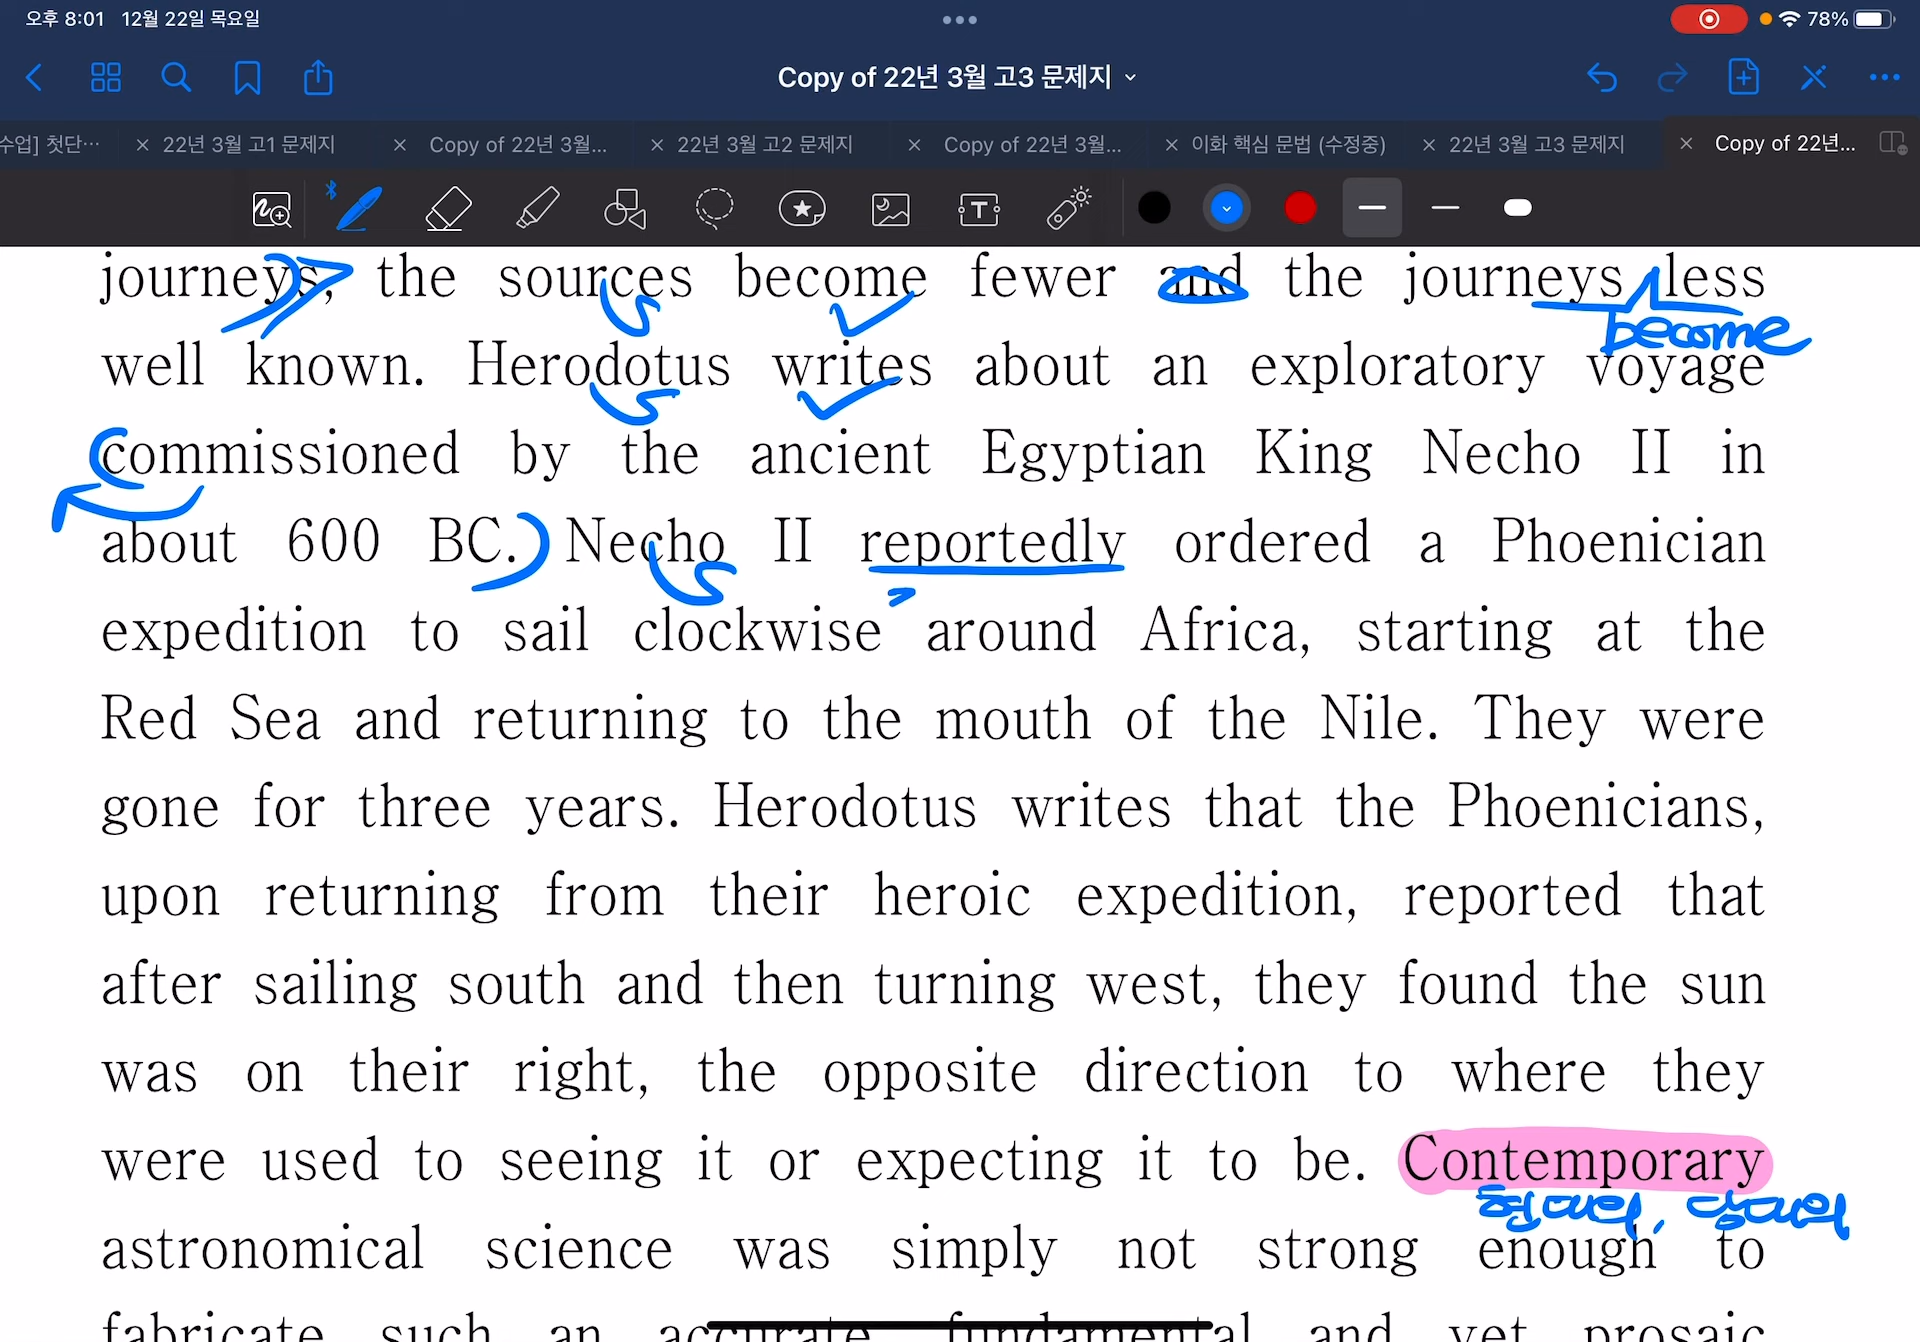 오후 8:01 12월 22일 목요일 78%
Copy of 22년 3월 고3 문제지
수업] 첫단… 22년 3월 고1 문제지 Copy of 22년 3월... 22년 3월 고2 문제지 Copy of 22년 3월... 이화 핵심 문법 (수정중) 22년 3월 고3 문제지 Copy of 22년...
journeys, the sources become fewer and the journeys less
become
well known. Herodotus writes about an exploratory voyage
commissioned by the ancient Egyptian King Necho II in
about 600 BC. Necho II reportedly ordered a Phoenician
expedition to sail clockwise around Africa, starting at the
Red Sea and returning to the mouth of the Nile. They were
gone for three years. Herodotus writes that the Phoenicians,
upon returning from their heroic expedition, reported that
after sailing south and then turning west, they found the sun
was on their right, the opposite direction to where they
were used to seeing it or expecting it to be. Contemporary
현대의, 당대의
astronomical science was simply not strong enough to
fabricate such an accurate, fundamental and yet prosaic